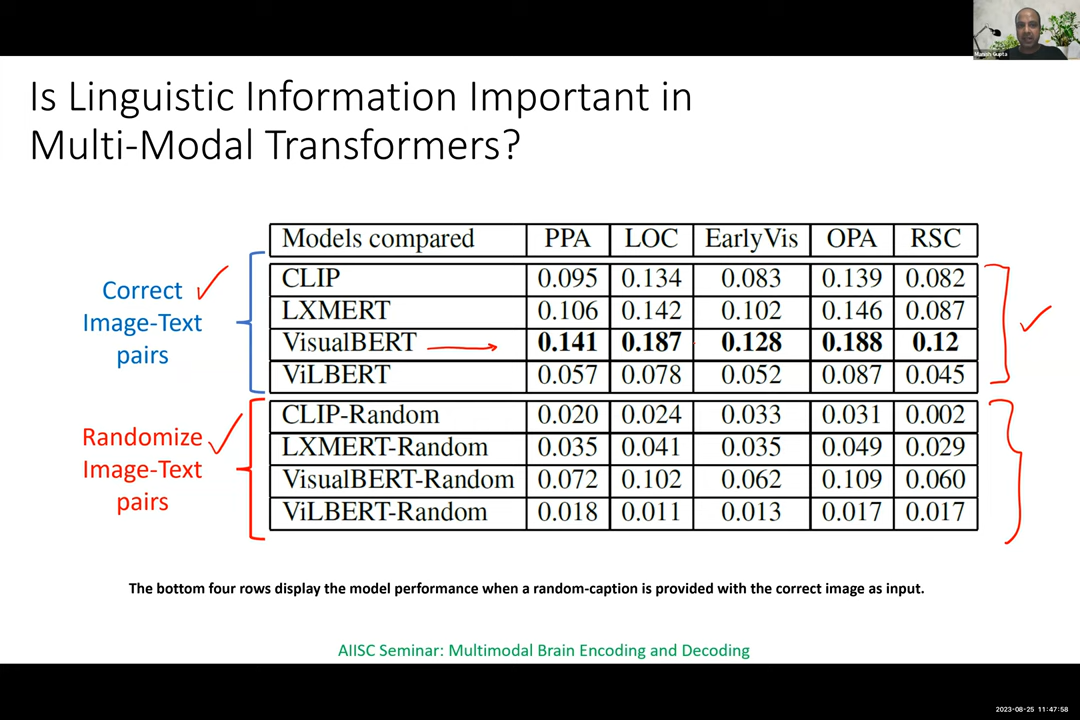 Manish Gupta
Is Linguistic Information Important in
Multi-Modal Transformers?
Models compared PPA LOC EarlyVis OPA RSC
Correct
Image-Text
pairs
CLIP 0.095 0.134 0.083 0.139 0.082
LXMERT 0.106 0.142 0.102 0.146 0.087
VisualBERT 0.141 0.187 0.128 0.188 0.12
ViLBERT 0.057 0.078 0.052 0.087 0.045
Randomize
Image-Text
pairs
CLIP-Random 0.020 0.024 0.033 0.031 0.002
LXMERT-Random 0.035 0.041 0.035 0.049 0.029
VisualBERT-Random 0.072 0.102 0.062 0.109 0.060
ViLBERT-Random 0.018 0.011 0.013 0.017 0.017
The bottom four rows display the model performance when a random-caption is provided with the correct image as input.
AIISC Seminar: Multimodal Brain Encoding and Decoding
2023-08-25 11:47:58